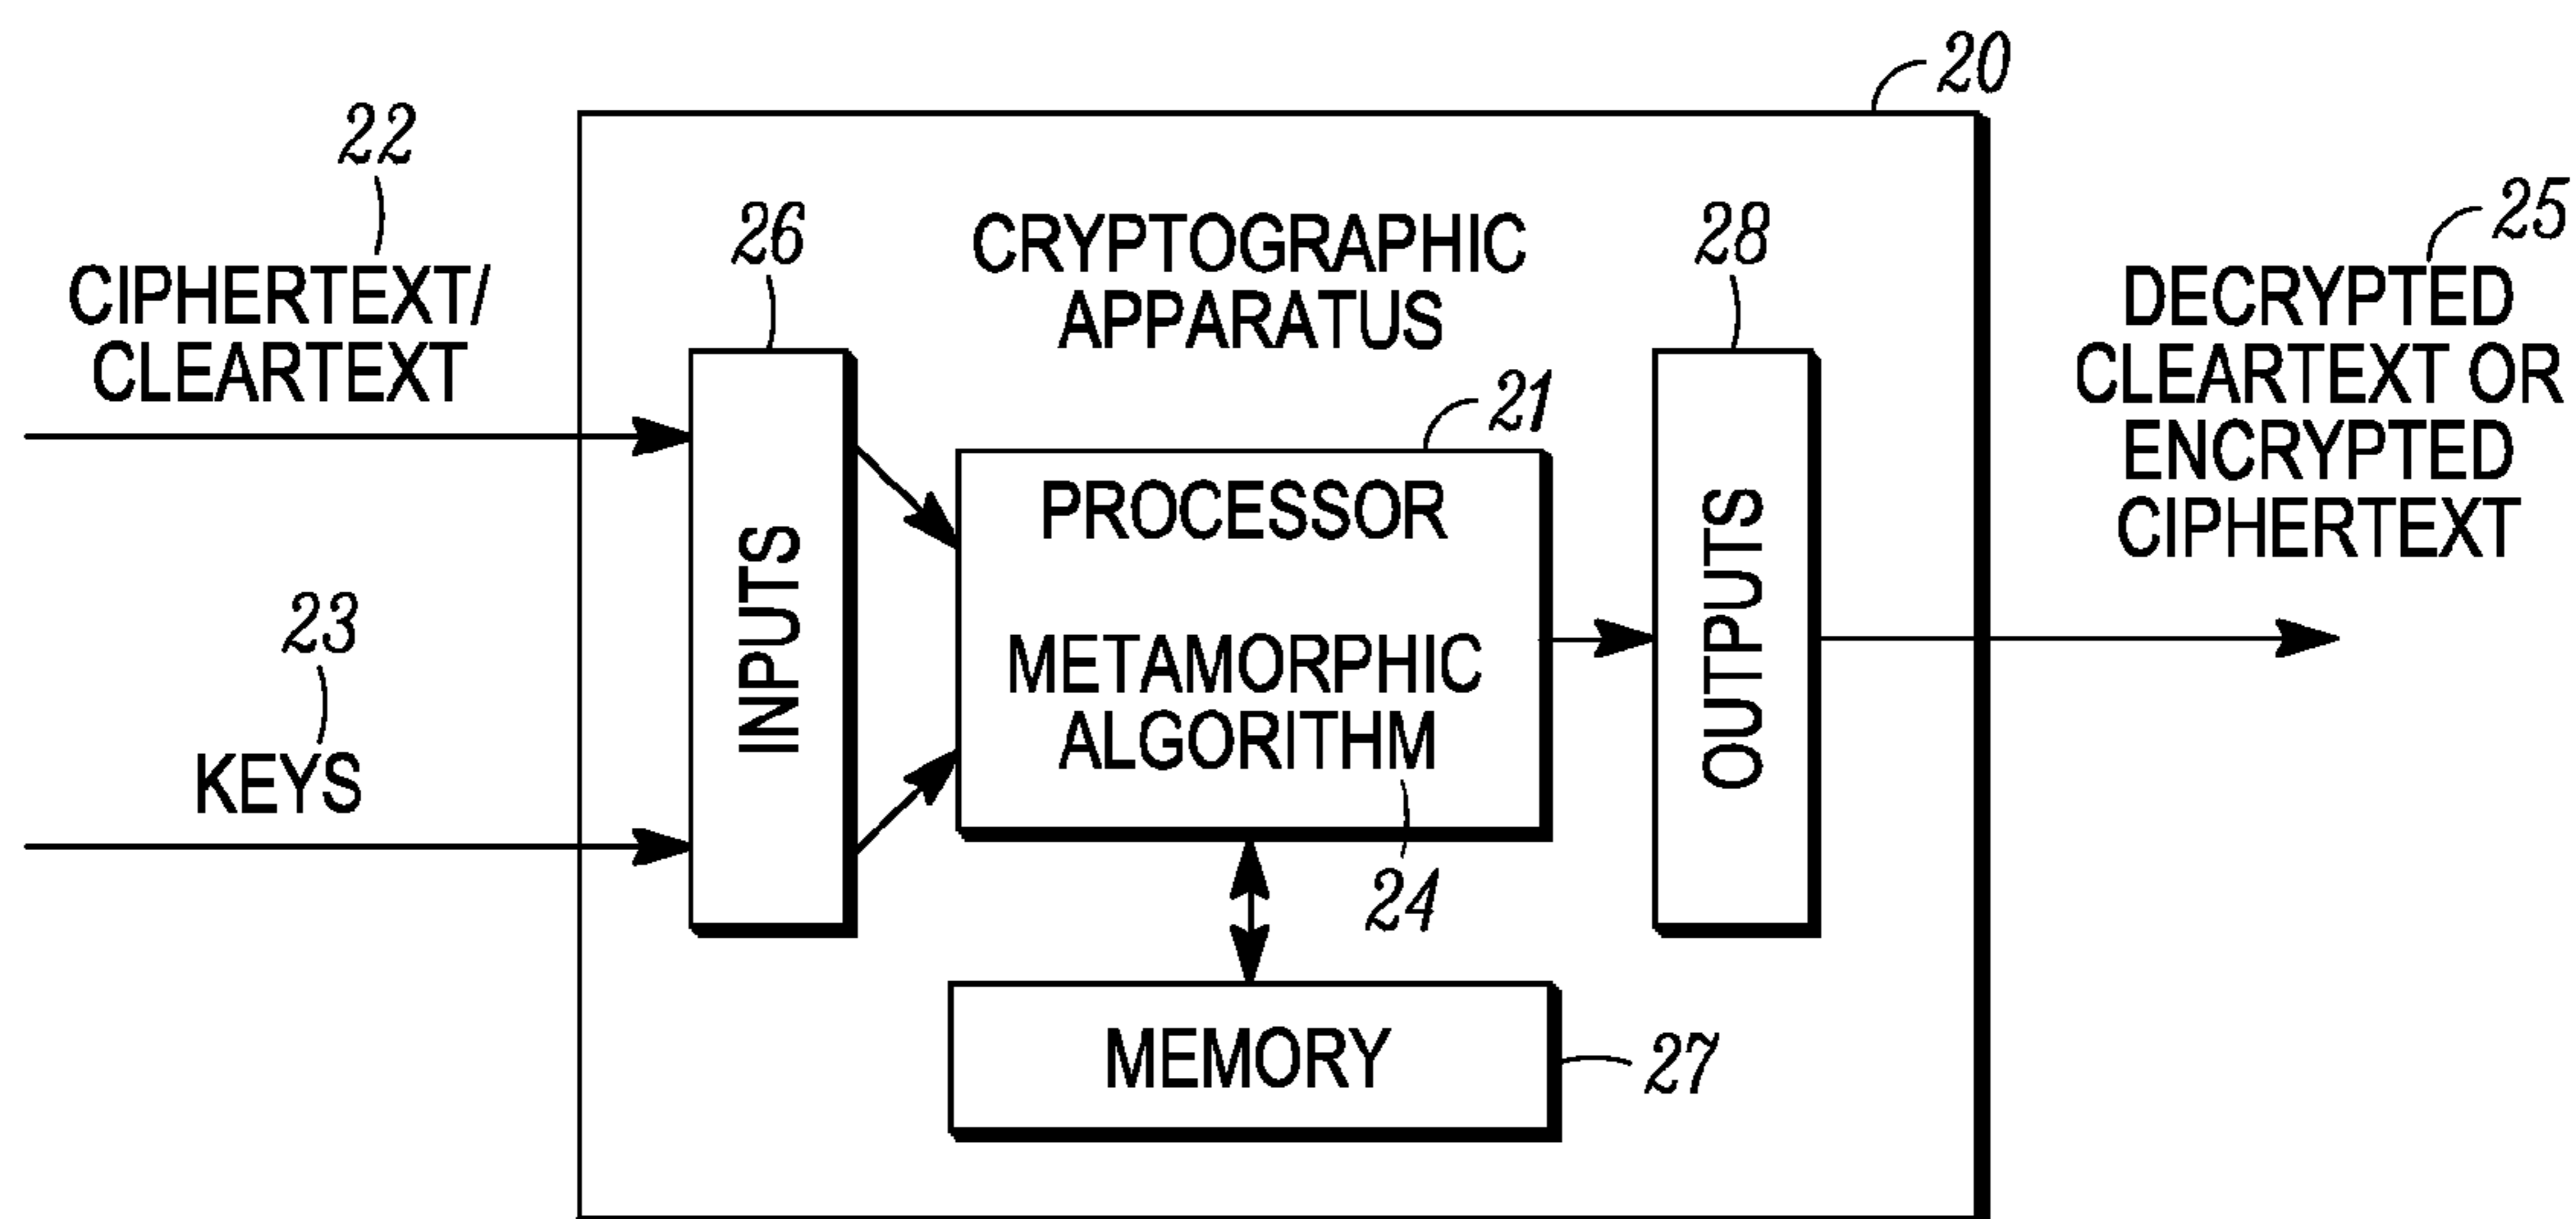 20
22
CIPHERTEXT/
CLEARTEXT
26
CRYPTOGRAPHIC
APPARATUS
28
25
DECRYPTED
CLEARTEXT OR
ENCRYPTED
CIPHERTEXT
21
INPUTS
PROCESSOR
METAMORPHIC
ALGORITHM
24
OUTPUTS
23
KEYS
MEMORY
27